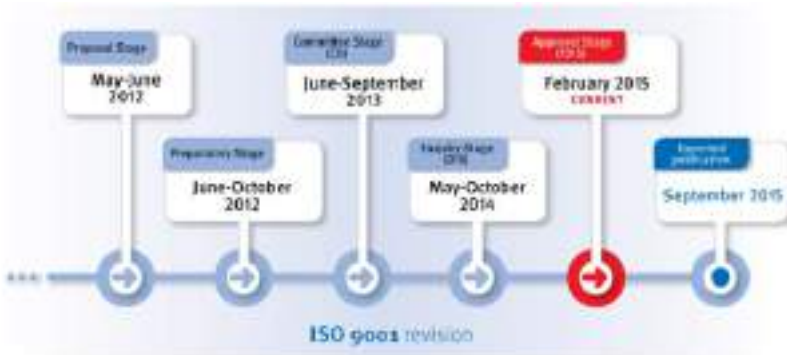 Proposal Stage
May-June
2012
Preparatory Stage
June-October
2012
Committee Stage
(CD)
June-September
2013
Enquiry Stage
(DIS)
May-October
2014
Approval Stage
(FDIS)
February 2015
CURRENT
Expected
publication
September 2015
ISO 9001 revision